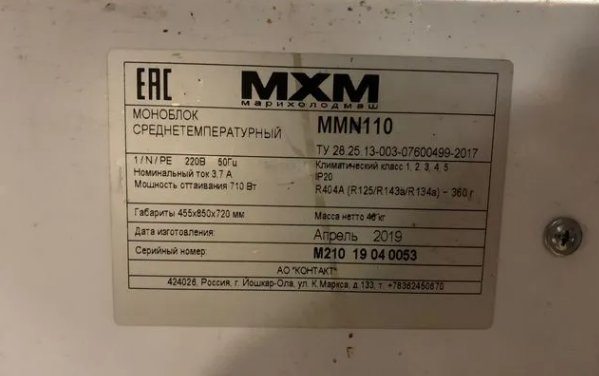 ЕАС МХМ
марихолодмаш
МОНОБЛОК
СРЕДНЕТЕМПЕРАТУРНЫЙ MMN110
ТУ 28.25.13-003-07600499-2017
1/N/PE 220В 50Гц Климатический класс 1, 2, 3, 4, 5
Номинальный ток 3.7 А IP20
Мощность оттаивания 710 Вт R404A (R125/R143a/R134a) – 360 г
Габариты 455х850х720 мм Масса нетто 46 кг
Дата изготовления: Апрель 2019
Серийный номер: M210 19 04 0053
АО "КОНТАКТ"
424026, Россия, г. Йошкар-Ола, ул. К.Маркса, д.133, т. +78362450670